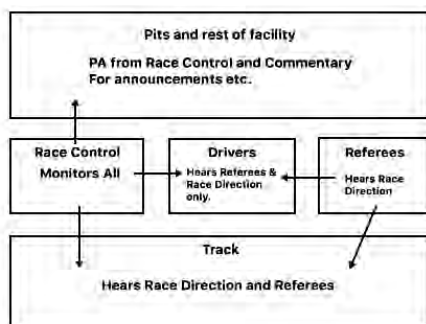 Pits and rest of facility
PA from Race Control and Commentary
For announcements etc.
Race Control
Monitors All
Drivers
Hears Referees &
Race Direction
only.
Referees
Hears Race
Direction
Track
Hears Race Direction and Referees